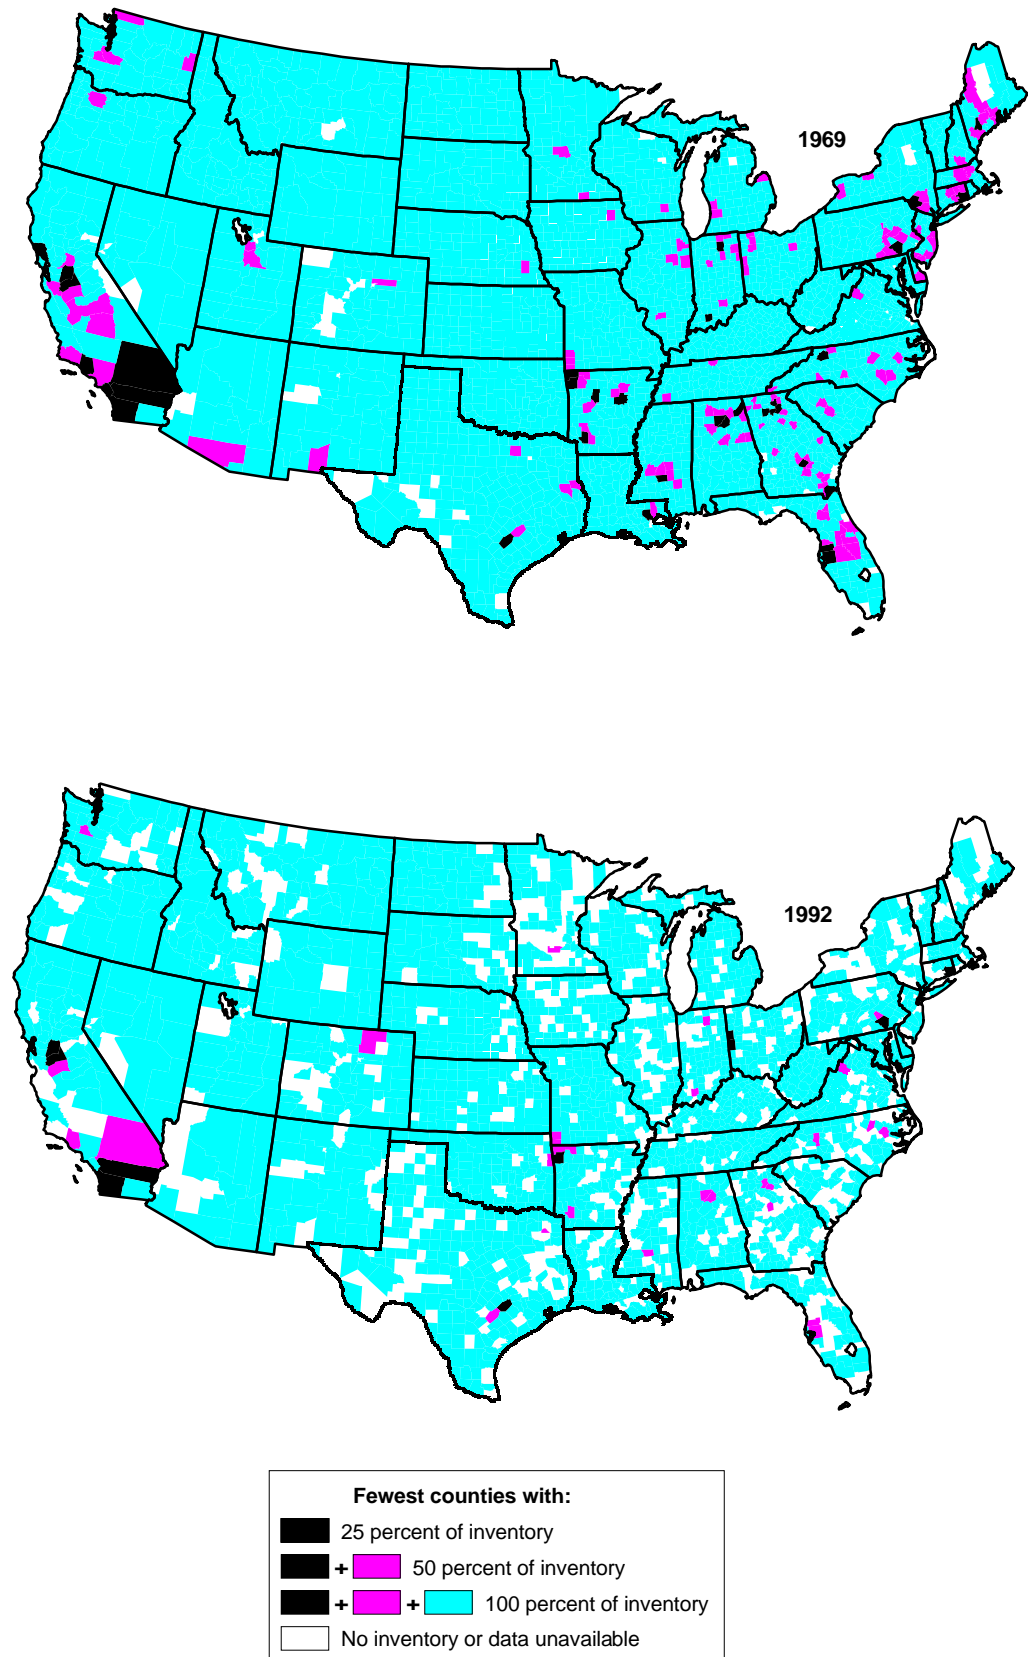 1969
1992
Fewest counties with:
25 percent of inventory
+ 50 percent of inventory
+ + 100 percent of inventory
No inventory or data unavailable